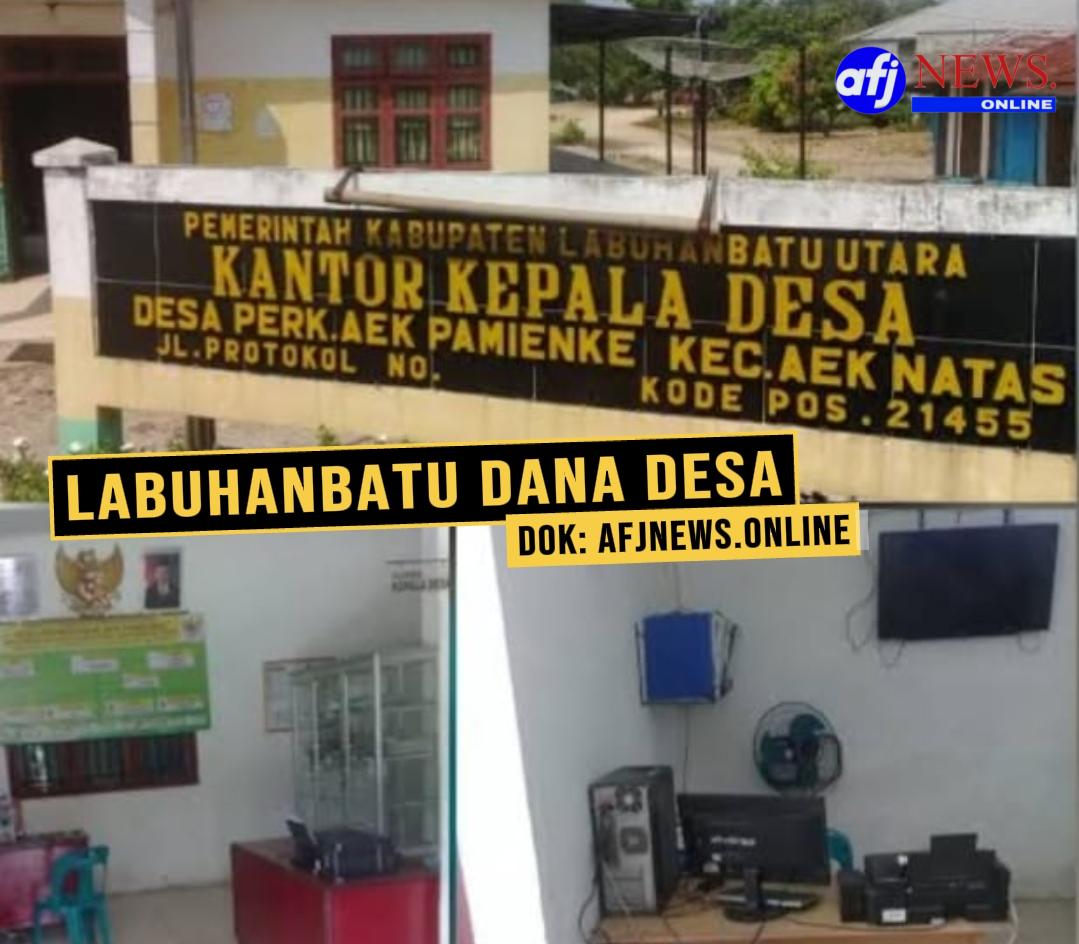 afj NEWS.
ONLINE
PEMERINTAH KABUPATEN LABUHANBATU UTARA
KANTOR KEPALA DESA
DESA PERK.AEK PAMIENKE KEC.AEK NATAS
JL.PROTOKOL NO.
KODE POS.21455
LABUHANBATU DANA DESA
DOK: AFJNEWS.ONLINE
KEPALA DESA